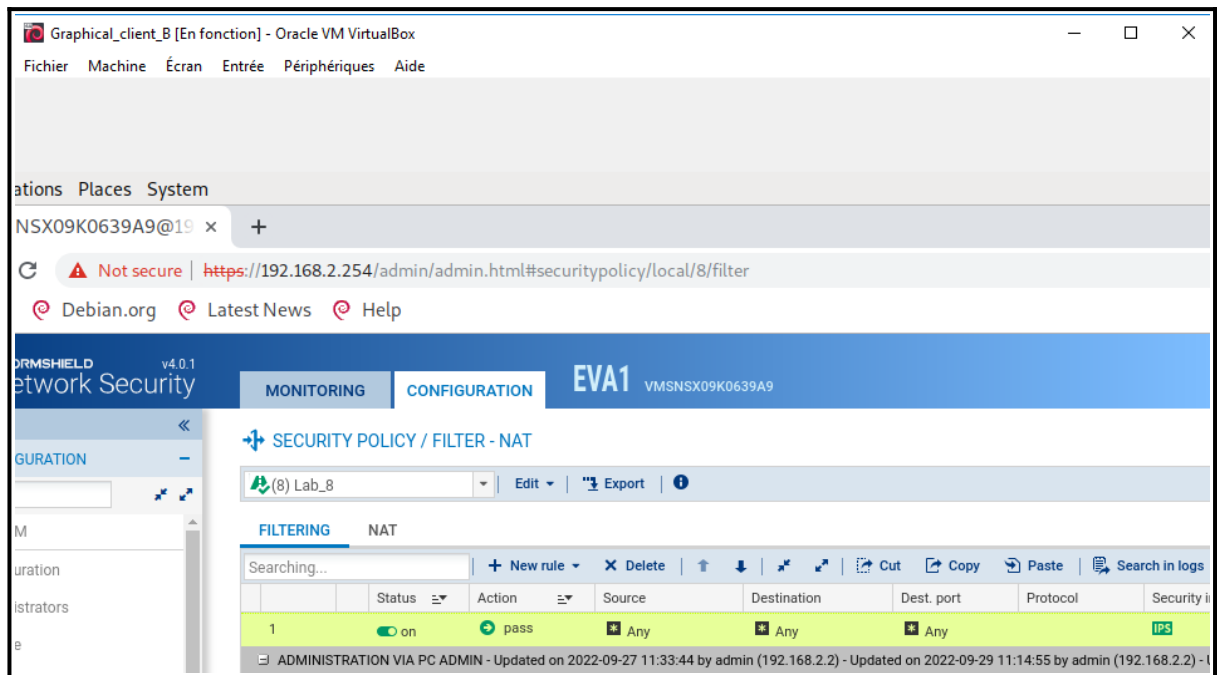 Graphical_client_B [En fonction] - Oracle VM VirtualBox
Fichier Machine Écran Entrée Périphériques Aide
ations Places System
NSX09K0639A9@19
Not secure | https://192.168.2.254/admin/admin.html#securitypolicy/local/8/filter
Debian.org Latest News Help
ORMSHIELD v4.0.1
etwork Security
MONITORING CONFIGURATION EVA1 VMSNSX09K0639A9
SECURITY POLICY / FILTER - NAT
GURATION
(8) Lab_8 Edit Export
M
FILTERING NAT
uration
Searching... New rule Delete Cut Copy Paste Search in logs
istrators
Status Action Source Destination Dest. port Protocol Security i
1 on pass Any Any Any IPS
e
ADMINISTRATION VIA PC ADMIN - Updated on 2022-09-27 11:33:44 by admin (192.168.2.2) - Updated on 2022-09-29 11:14:55 by admin (192.168.2.2) -